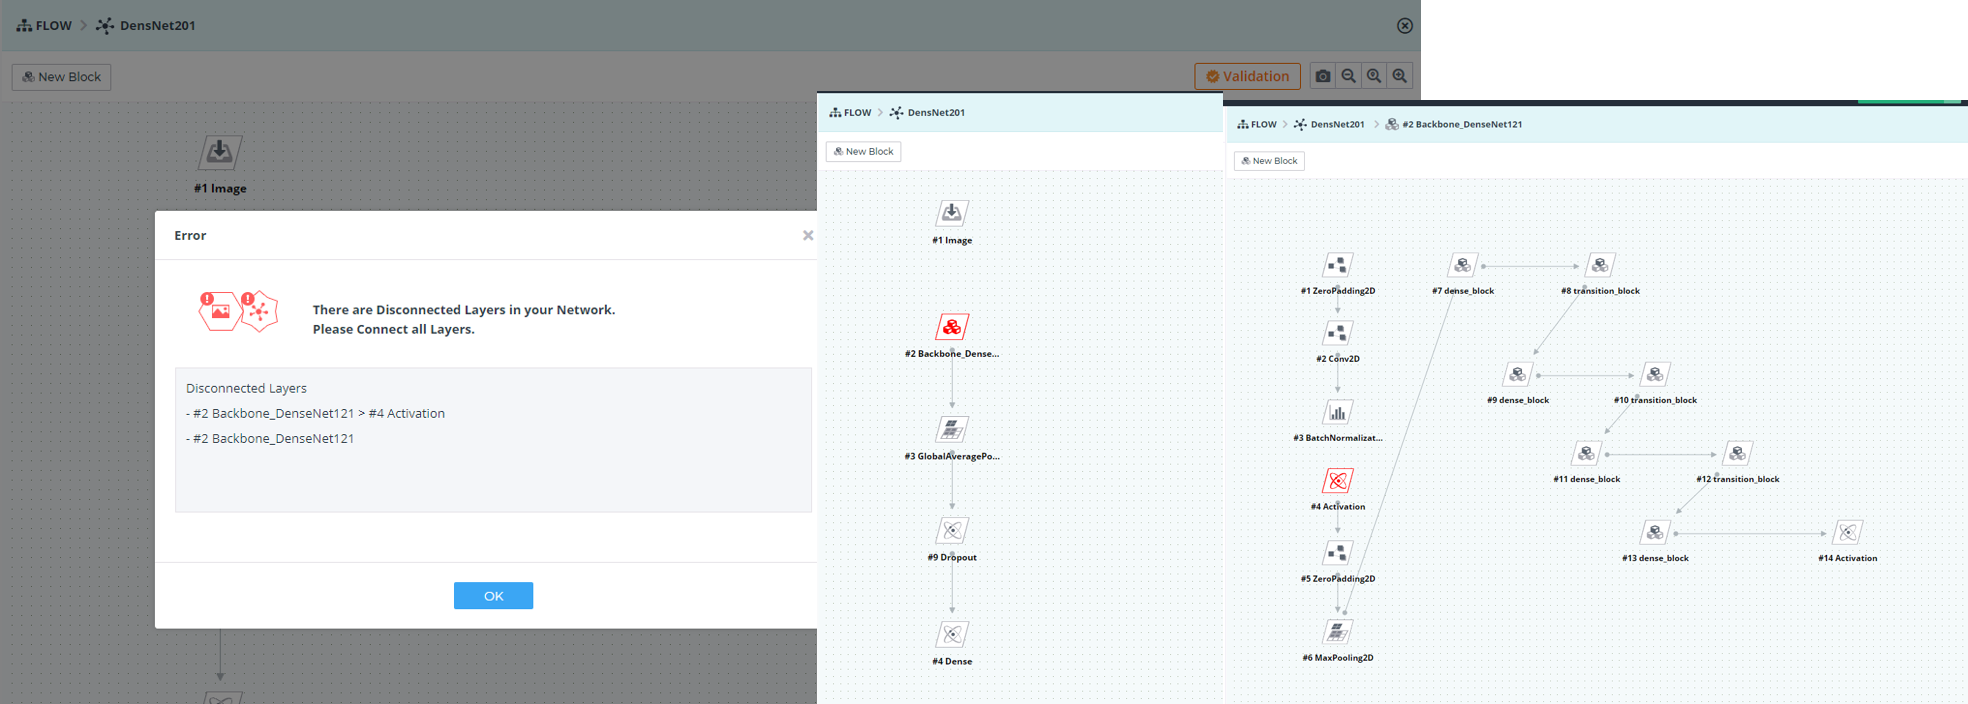 FLOW > DensNet201
New Block
Validation
#1 Image
Error
There are Disconnected Layers in your Network.
Please Connect all Layers.
Disconnected Layers
- #2 Backbone_DenseNet121 > #4 Activation
- #2 Backbone_DenseNet121
OK
FLOW > DensNet201
New Block
#1 Image
#2 Backbone_Dense...
#3 GlobalAveragePo...
#9 Dropout
#4 Dense
FLOW > DensNet201 > #2 Backbone_DenseNet121
New Block
#1 ZeroPadding2D
#7 dense_block
#8 transition_block
#2 Conv2D
#9 dense_block
#10 transition_block
#3 BatchNormalizat...
#11 dense_block
#12 transition_block
#4 Activation
#13 dense_block
#14 Activation
#5 ZeroPadding2D
#6 MaxPooling2D